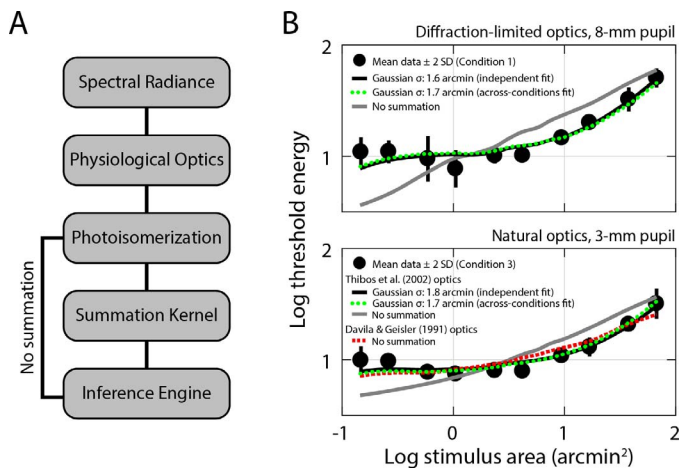 A
Spectral Radiance
Physiological Optics
Photoisomerization
Summation Kernel
Inference Engine
No summation
B
Diffraction-limited optics, 8-mm pupil
2
1
Mean data ± 2 SD (Condition 1)
Gaussian σ: 1.6 arcmin (independent fit)
Gaussian σ: 1.7 arcmin (across-conditions fit)
No summation
Log threshold energy
Natural optics, 3-mm pupil
2
1
Mean data ± 2 SD (Condition 3)
Thibos et al. (2002) optics
Gaussian σ: 1.8 arcmin (independent fit)
Gaussian σ: 1.7 arcmin (across-conditions fit)
No summation
Davila & Geisler (1991) optics
No summation
-1 0 1 2
Log stimulus area (arcmin²)